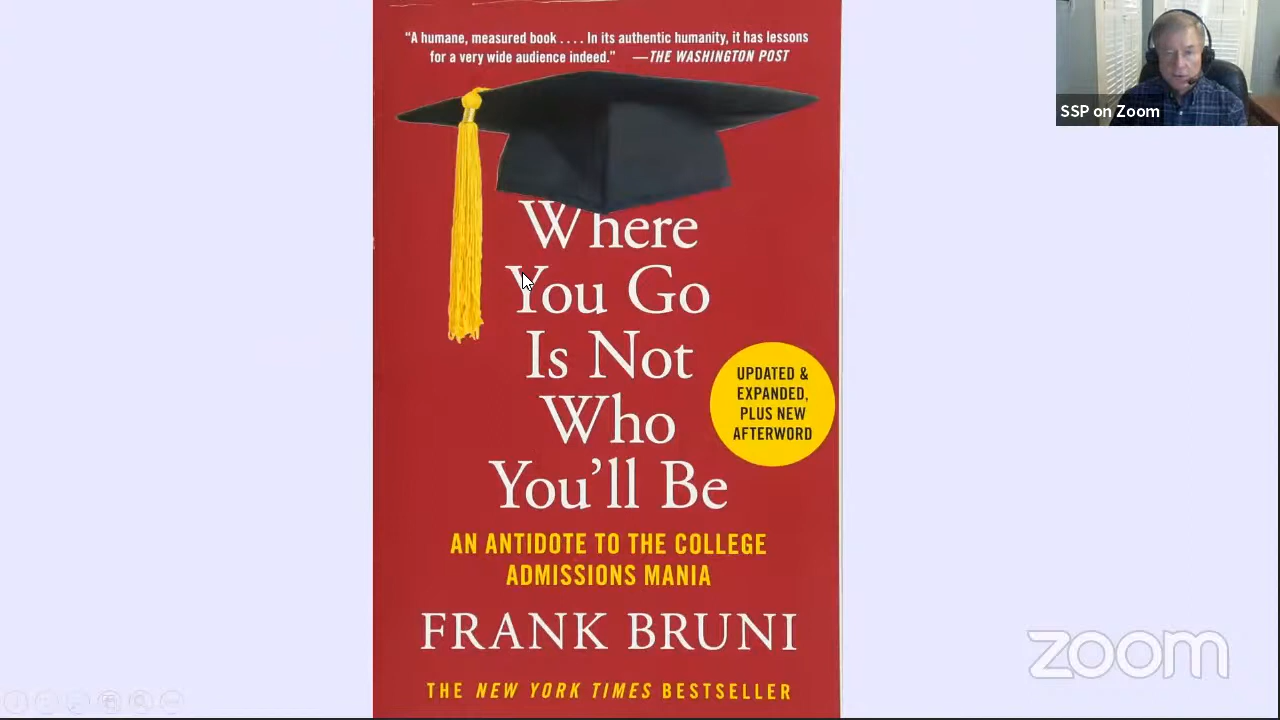 “A humane, measured book . . . . In its authentic humanity, it has lessons
for a very wide audience indeed.” —THE WASHINGTON POST
SSP on Zoom
Where
You Go
Is Not
Who
You’ll Be
UPDATED &
EXPANDED,
PLUS NEW
AFTERWORD
AN ANTIDOTE TO THE COLLEGE
ADMISSIONS MANIA
FRANK BRUNI
THE NEW YORK TIMES BESTSELLER
zoom